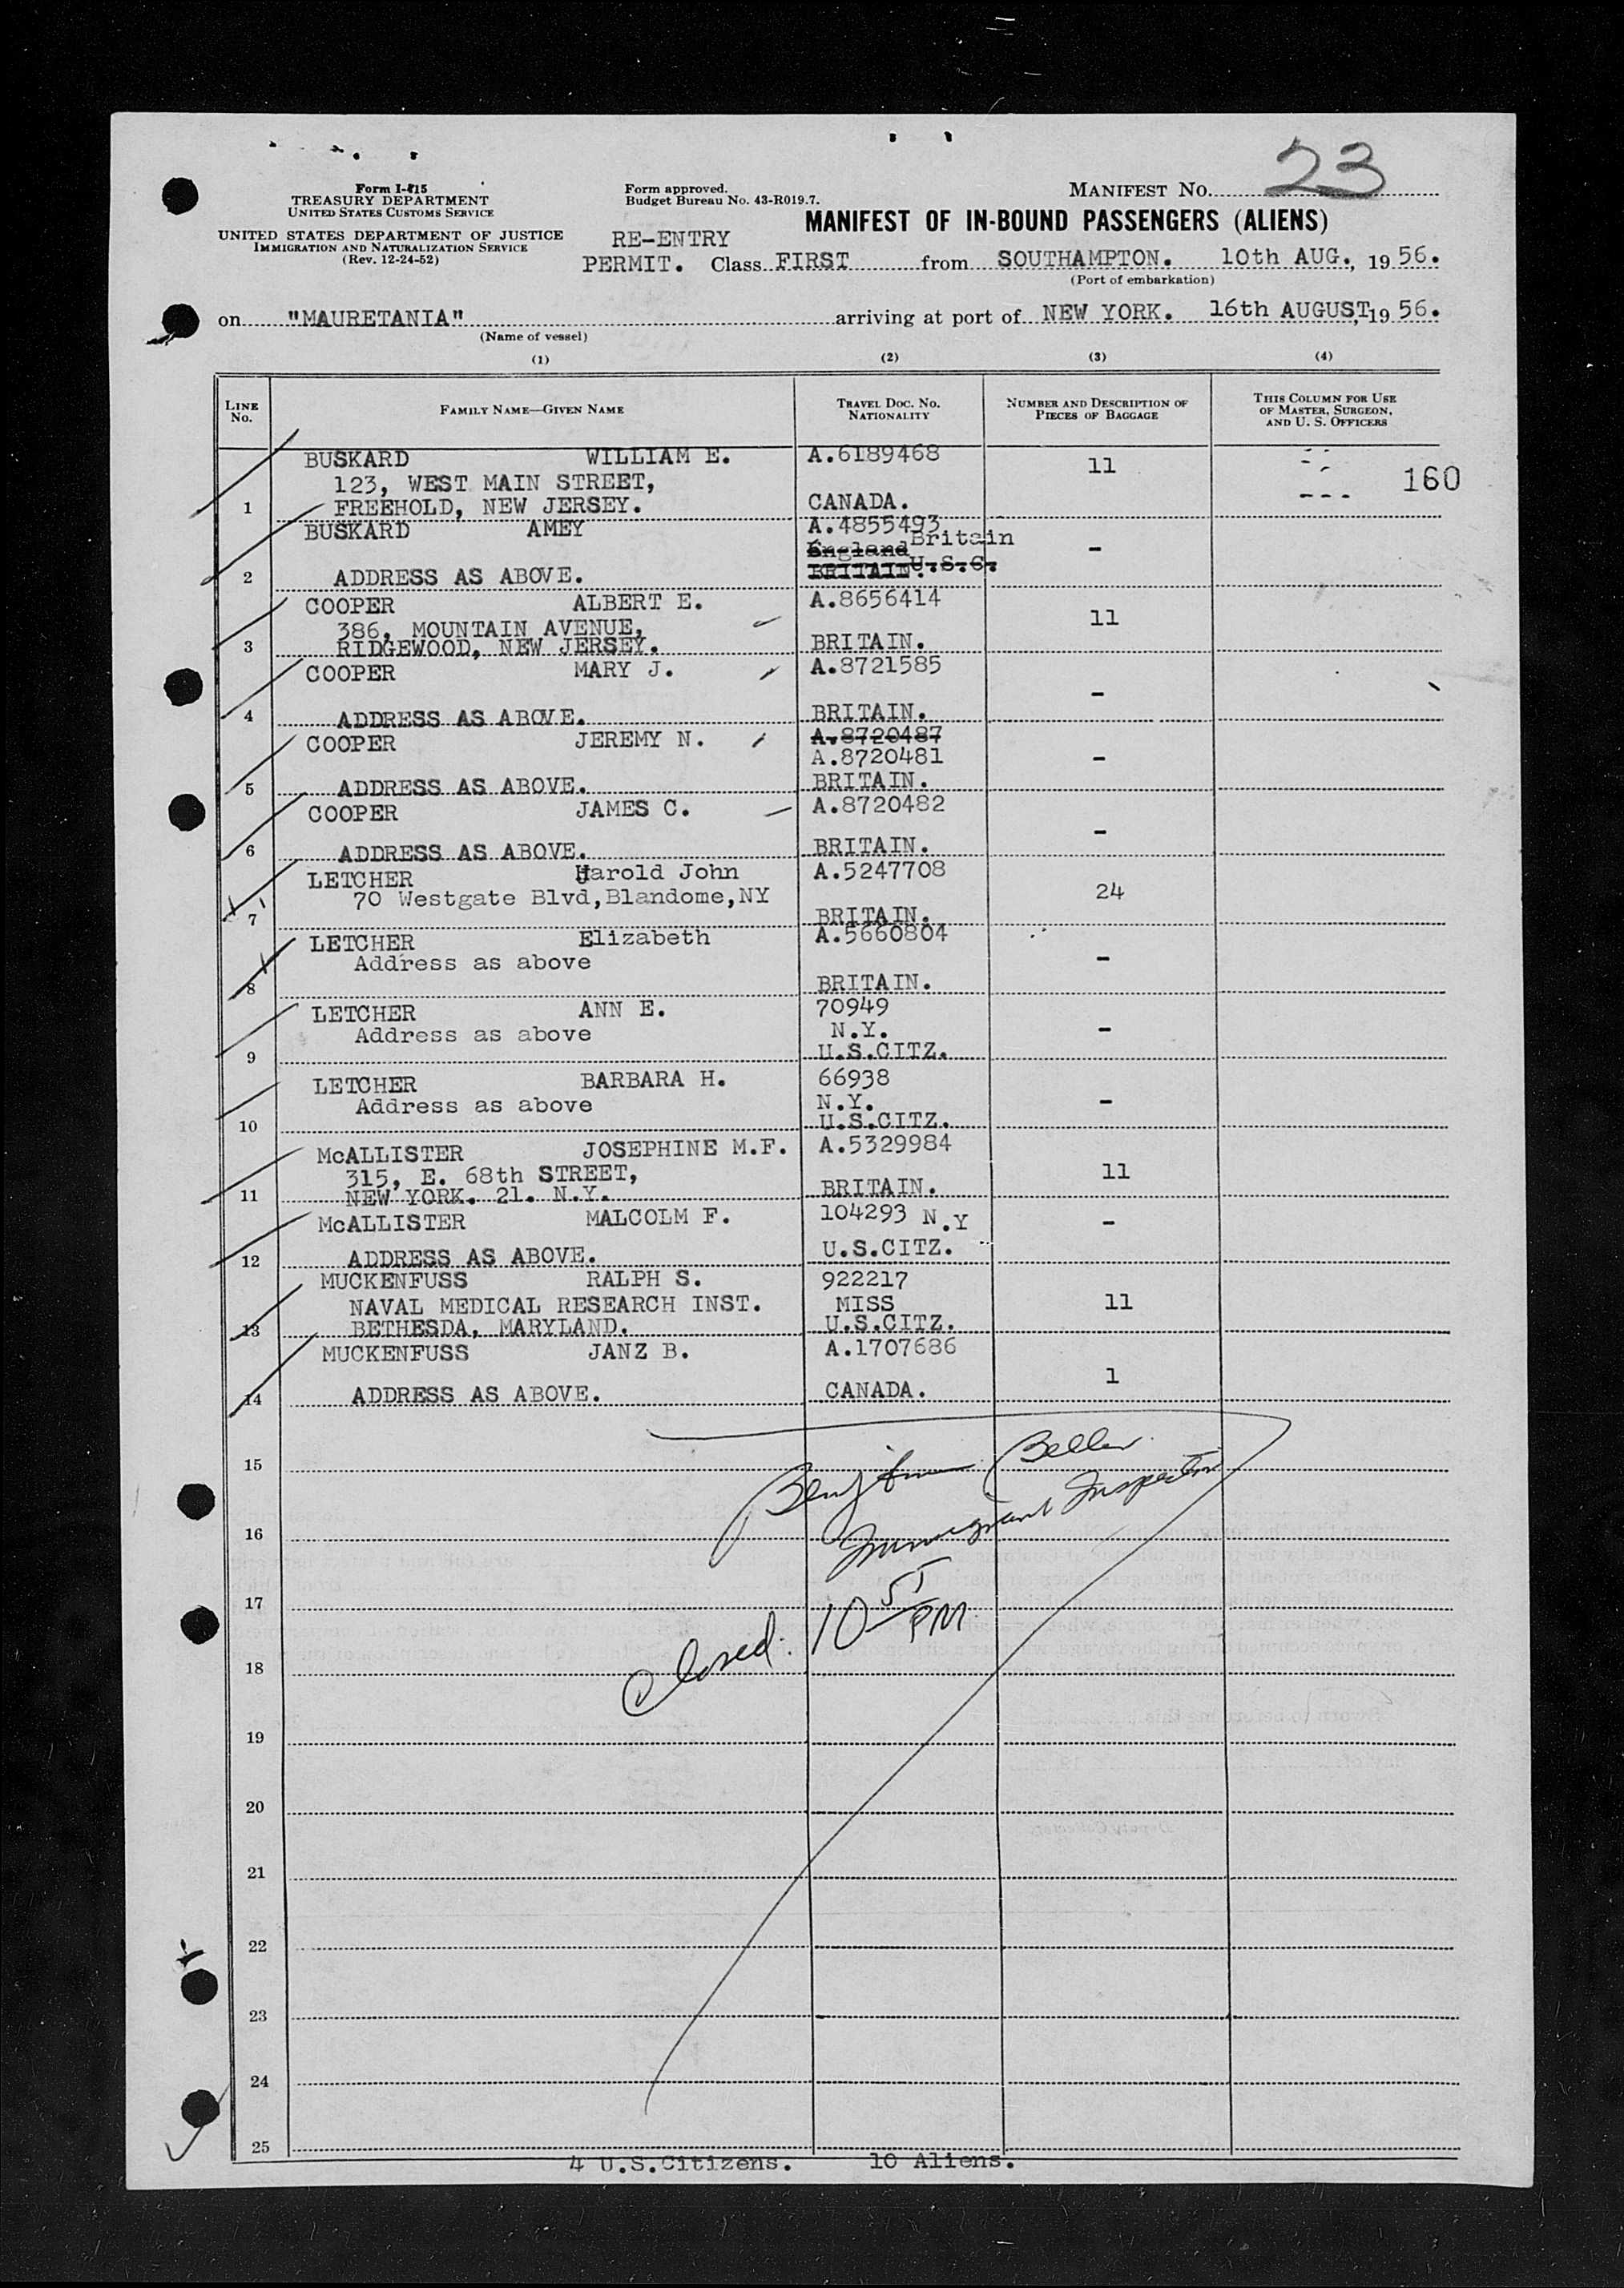 Form I-415
TREASURY DEPARTMENT
UNITED STATES CUSTOMS SERVICE
UNITED STATES DEPARTMENT OF JUSTICE
IMMIGRATION AND NATURALIZATION SERVICE
(Rev. 12-24-52)
Form approved.
Budget Bureau No. 43-R019.7.
MANIFEST NO. 23
MANIFEST OF IN-BOUND PASSENGERS (ALIENS)
RE-ENTRY
PERMIT. Class FIRST from SOUTHAMPTON. 10th AUG., 19 56.
(Port of embarkation)
on "MAURETANIA" arriving at port of NEW YORK. 16th AUGUST, 19 56.
(Name of vessel)
(1) (2) (3) (4)
LINE NO. FAMILY NAME—GIVEN NAME TRAVEL DOC. NO. NATIONALITY NUMBER AND DESCRIPTION OF PIECES OF BAGGAGE THIS COLUMN FOR USE OF MASTER, SURGEON, AND U. S. OFFICERS
BUSKARD WILLIAM E. A.6189468 11 160
123, WEST MAIN STREET,
1 FREEHOLD, NEW JERSEY. CANADA.
BUSKARD AMEY A.4855493
England Britain -
2 ADDRESS AS ABOVE. BRITAIN. U.S.C.
COOPER ALBERT E. A.8656414 11
386, MOUNTAIN AVENUE,
3 RIDGEWOOD, NEW JERSEY. BRITAIN.
COOPER MARY J. A.8721585 -
4 ADDRESS AS ABOVE. BRITAIN.
COOPER JEREMY N. A.8720487
A.8720481 -
5 ADDRESS AS ABOVE. BRITAIN.
COOPER JAMES C. A.8720482 -
6 ADDRESS AS ABOVE. BRITAIN.
LETCHER Harold John A.5247708
70 Westgate Blvd,Blandome,NY 24
7 BRITAIN.
LETCHER Elizabeth A.5660804
Address as above -
8 BRITAIN.
LETCHER ANN E. 70949
Address as above N.Y. -
9 U.S.CITZ.
LETCHER BARBARA H. 66938
Address as above N.Y. -
10 U.S.CITZ.
McALLISTER JOSEPHINE M.F. A.5329984
315, E. 68th STREET, 11
11 NEW YORK. 21. N.Y. BRITAIN.
McALLISTER MALCOLM F. 104293 N.Y -
12 ADDRESS AS ABOVE. U.S.CITZ.
MUCKENFUSS RALPH S. 922217
NAVAL MEDICAL RESEARCH INST. MISS 11
13 BETHESDA, MARYLAND. U.S.CITZ.
MUCKENFUSS JANZ B. A.1707686 1
14 ADDRESS AS ABOVE. CANADA.
15 Benjamin Beller
16 Immigrant Inspector
17
Closed: 10 51 PM
18
19
20
21
22
23
24
25
4 U.S.Citizens. 10 Aliens.